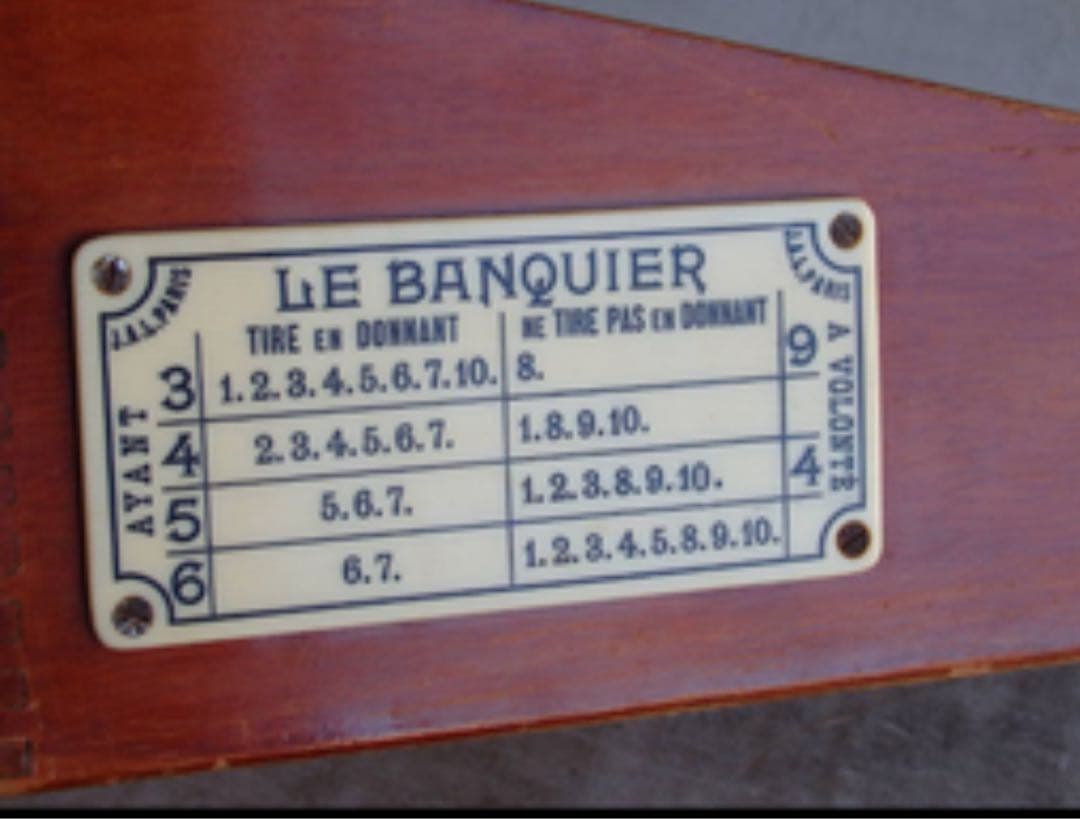 J.A.L. PARIS
J.A.L. PARIS
LE BANQUIER
TIRE EN DONNANT
NE TIRE PAS EN DONNANT
AYANT
A VOLONTÉ
3 1.2.3.4.5.6.7.10. 8. 9
4 2.3.4.5.6.7. 1.8.9.10.
5 5.6.7. 1.2.3.8.9.10. 4
6 6.7. 1.2.3.4.5.8.9.10.